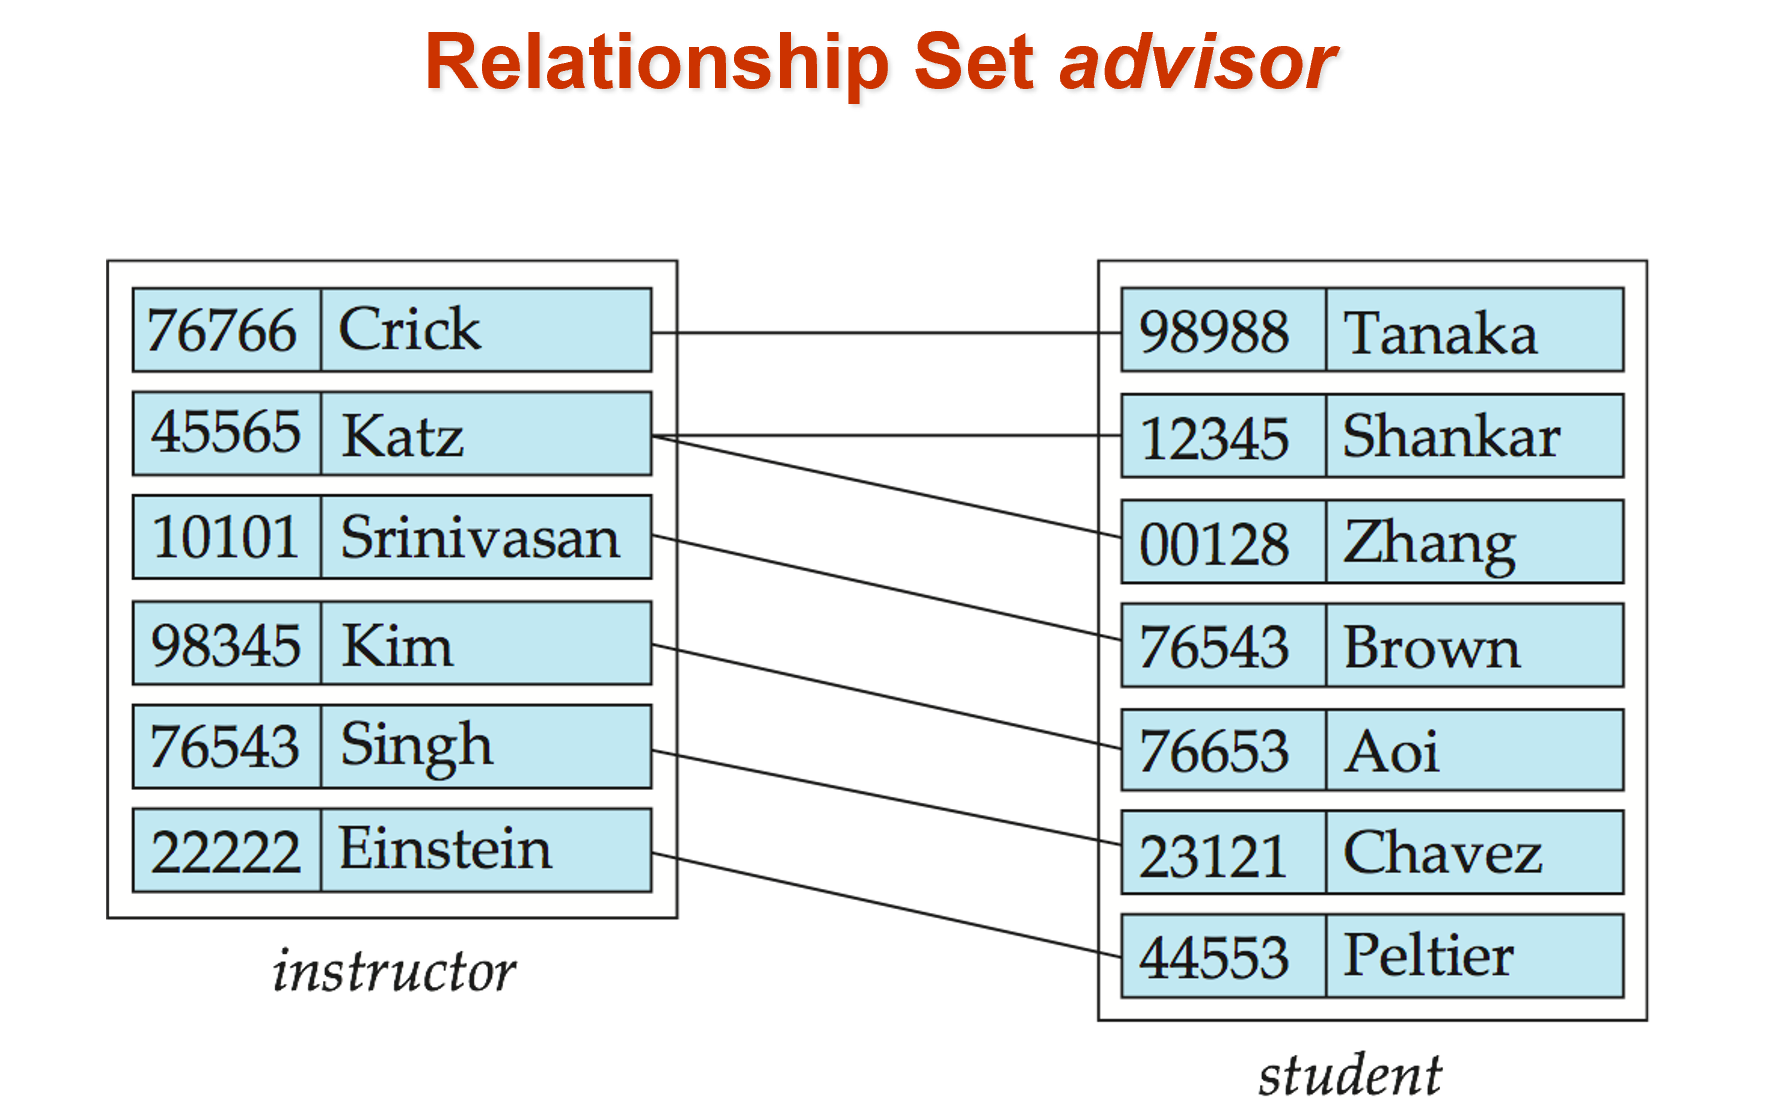 Relationship Set advisor
76766 Crick
45565 Katz
10101 Srinivasan
98345 Kim
76543 Singh
22222 Einstein
instructor
98988 Tanaka
12345 Shankar
00128 Zhang
76543 Brown
76653 Aoi
23121 Chavez
44553 Peltier
student